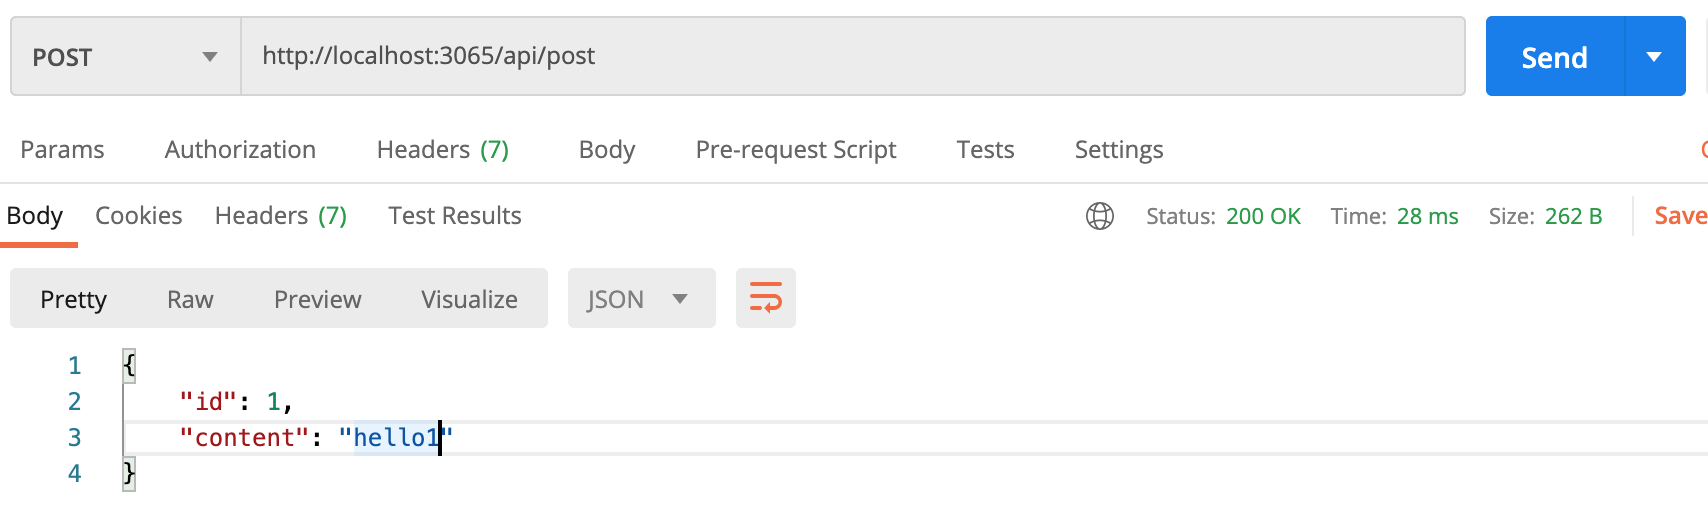 POST http://localhost:3065/api/post Send
Params Authorization Headers (7) Body Pre-request Script Tests Settings
Body Cookies Headers (7) Test Results Status: 200 OK Time: 28 ms Size: 262 B Save
Pretty Raw Preview Visualize JSON
1 {
2 "id": 1,
3 "content": "hello1"
4 }